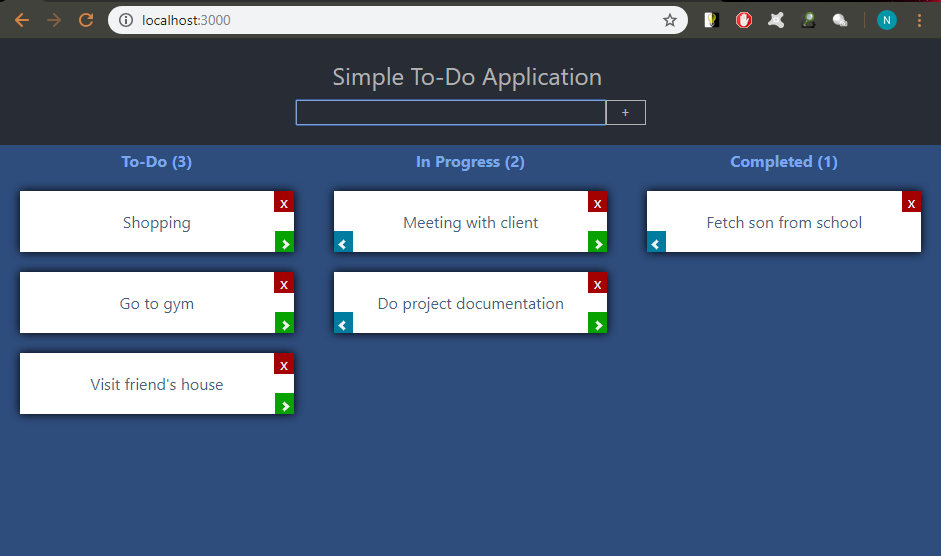 localhost:3000
N
Simple To-Do Application
+
To-Do (3)
In Progress (2)
Completed (1)
x
Shopping
x
Meeting with client
x
Fetch son from school
x
Go to gym
x
Do project documentation
x
Visit friend's house